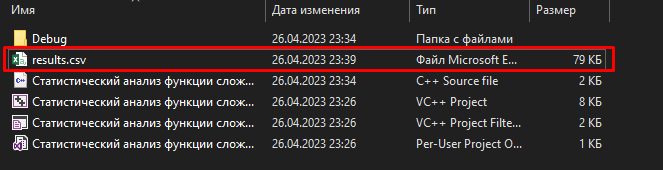 Имя Дата изменения Тип Размер
Debug 26.04.2023 23:34 Папка с файлами
results.csv 26.04.2023 23:39 Файл Microsoft E... 79 КБ
Статистический анализ функции слож... 26.04.2023 23:34 C++ Source file 2 КБ
Статистический анализ функции слож... 26.04.2023 23:26 VC++ Project 8 КБ
Статистический анализ функции слож... 26.04.2023 23:26 VC++ Project Filte... 2 КБ
Статистический анализ функции слож... 26.04.2023 23:26 Per-User Project O... 1 КБ